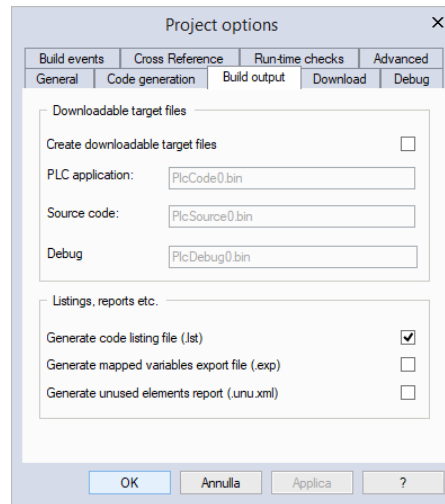 Project options
Build events Cross Reference Run-time checks Advanced
General Code generation Build output Download Debug
Downloadable target files
Create downloadable target files
PLC application: PlcCode0.bin
Source code: PlcSource0.bin
Debug PlcDebug0.bin
Listings, reports etc.
Generate code listing file (.lst)
Generate mapped variables export file (.exp)
Generate unused elements report (.unu.xml)
OK Annulla Applica ?